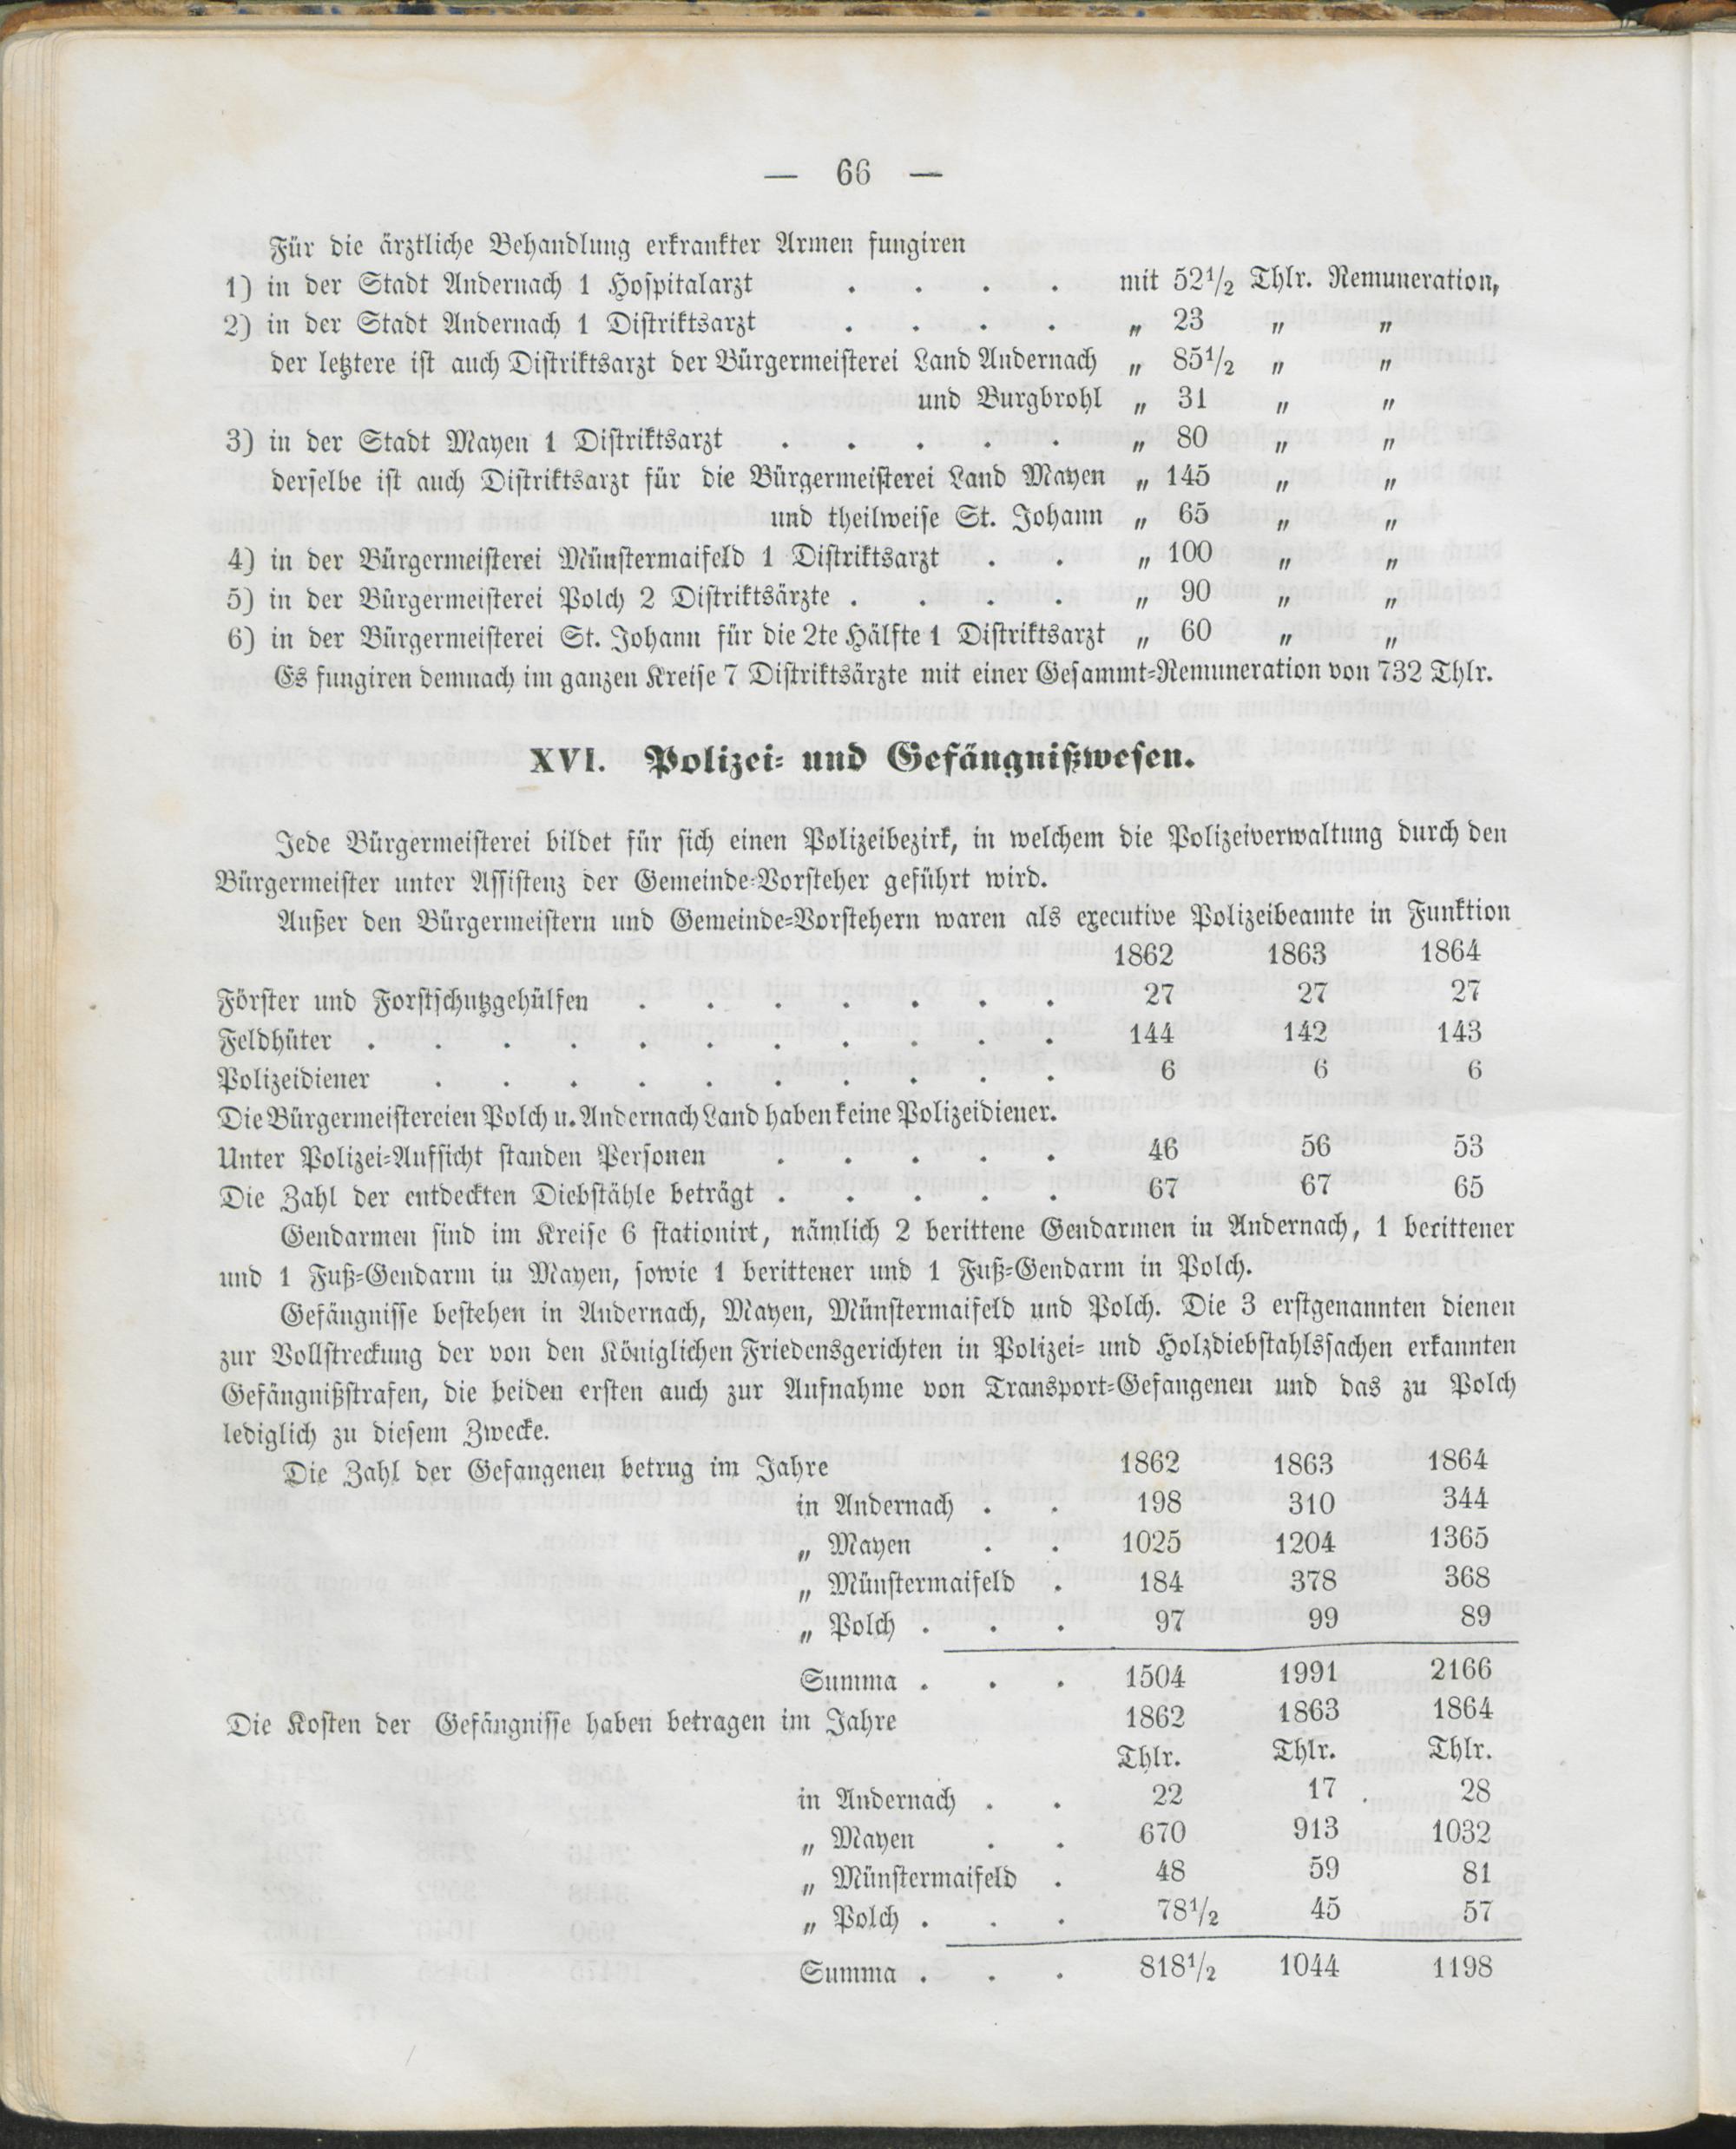 — 66 —
Für die ärztliche Behandlung erkrankter Armen fungiren
1) in der Stadt Andernach 1 Hospitalarzt . . . . mit 52 1/2 Thlr. Remuneration,
2) in der Stadt Andernach 1 Distriktsarzt . . . . „ 23 „ „
der letztere ist auch Distriktsarzt der Bürgermeisterei Land Andernach „ 85 1/2 „ „
und Burgbrohl „ 31 „ „
3) in der Stadt Mayen 1 Distriktsarzt . . . . . „ 80 „ „
derselbe ist auch Distriktsarzt für die Bürgermeisterei Land Mayen „ 145 „ „
und theilweise St. Johann „ 65 „ „
4) in der Bürgermeisterei Münstermaifeld 1 Distriktsarzt . . „ 100 „ „
5) in der Bürgermeisterei Polch 2 Distriktsärzte . . . . „ 90 „ „
6) in der Bürgermeisterei St. Johann für die 2te Hälfte 1 Distriktsarzt „ 60 „ „
Es fungiren demnach im ganzen Kreise 7 Distriktsärzte mit einer Gesammt=Remuneration von 732 Thlr.
XVI. Polizei= und Gefängnißwesen.
Jede Bürgermeisterei bildet für sich einen Polizeibezirk, in welchem die Polizeiverwaltung durch den
Bürgermeister unter Assistenz der Gemeinde=Vorsteher geführt wird.
Außer den Bürgermeistern und Gemeinde=Vorstehern waren als executive Polizeibeamte in Funktion
1862 1863 1864
Förster und Forstschutzgehülfen . . . . . . . 27 27 27
Feldhüter . . . . . . . . . . . 144 142 143
Polizeidiener . . . . . . . . . . 6 6 6
Die Bürgermeistereien Polch u. Andernach Land haben keine Polizeidiener.
Unter Polizei=Aufsicht standen Personen . . . . . 46 56 53
Die Zahl der entdeckten Diebstähle beträgt . . . . . 67 67 65
Gendarmen sind im Kreise 6 stationirt, nämlich 2 berittene Gendarmen in Andernach, 1 berittener
und 1 Fuß=Gendarm in Mayen, sowie 1 berittener und 1 Fuß=Gendarm in Polch.
Gefängnisse bestehen in Andernach, Mayen, Münstermaifeld und Polch. Die 3 erstgenannten dienen
zur Vollstreckung der von den Königlichen Friedensgerichten in Polizei= und Holzdiebstahlssachen erkannten
Gefängnißstrafen, die beiden ersten auch zur Aufnahme von Transport=Gefangenen und das zu Polch
lediglich zu diesem Zwecke.
Die Zahl der Gefangenen betrug im Jahre 1862 1863 1864
in Andernach . . 198 310 344
„ Mayen . . 1025 1204 1365
„ Münstermaifeld . 184 378 368
„ Polch . . . 97 99 89
Summa . . . 1504 1991 2166
Die Kosten der Gefängnisse haben betragen im Jahre 1862 1863 1864
Thlr. Thlr. Thlr.
in Andernach . . 22 17 28
„ Mayen . . 670 913 1032
„ Münstermaifeld . 48 59 81
„ Polch . . . 78 1/2 45 57
Summa . . . 818 1/2 1044 1198